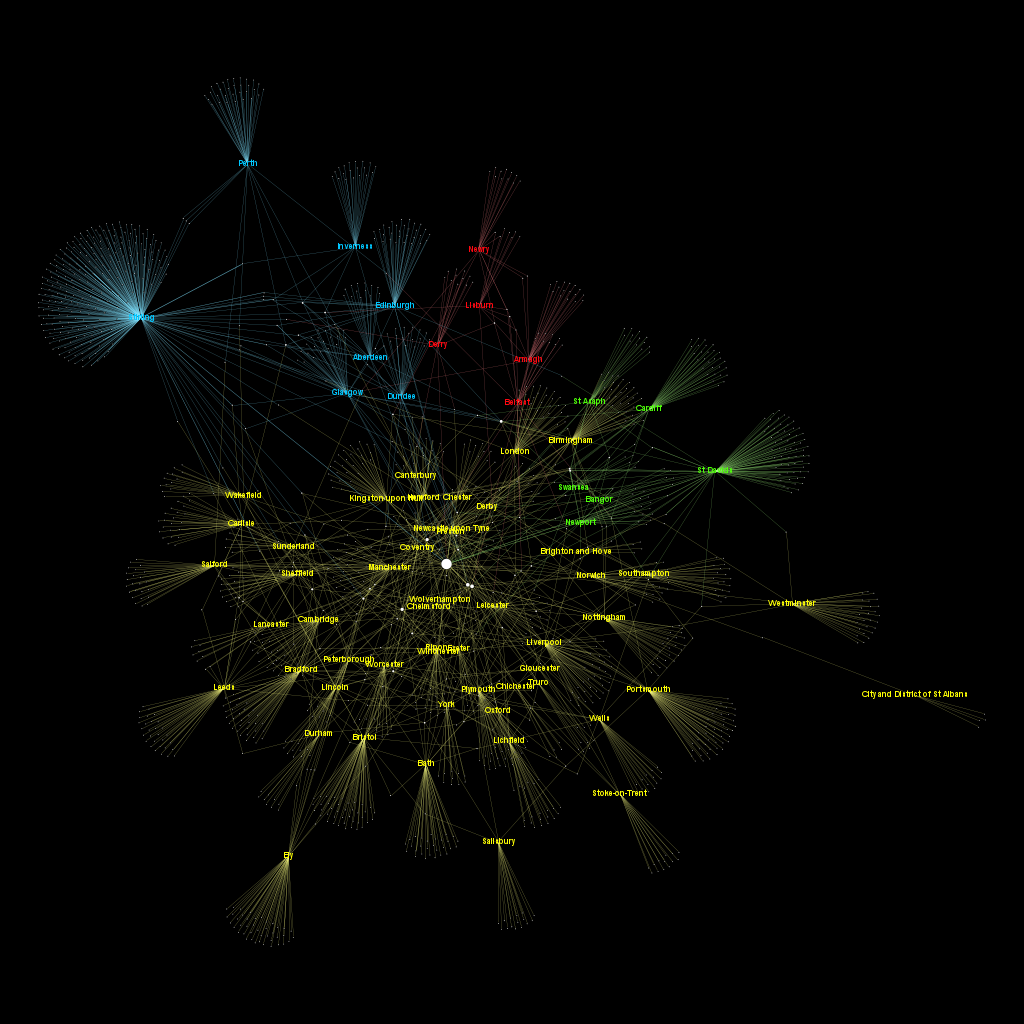 Perth
Inverness
Newry
Edinburgh
Lisburn
Stirling
Derry
Aberdeen
Armagh
Glasgow
Dundee
Belfast
St Asaph
Cardiff
Birmingham
London
St Davids
Canterbury
Swansea
Wakefield
Kingston upon Hull
Hereford
Chester
Bangor
Derby
Carlisle
Newport
Newcastle upon Tyne
Preston
Sunderland
Coventry
Brighton and Hove
Salford
Manchester
Sheffield
Norwich
Southampton
Wolverhampton
Chelmsford
Leicester
Westminster
Cambridge
Nottingham
Lancaster
Liverpool
Ripon
Exeter
Winchester
Peterborough
Worcester
Bradford
Gloucester
Truro
Leeds
Lincoln
Plymouth
Chichester
Portsmouth
City and District of St Albans
York
Oxford
Wells
Durham
Bristol
Lichfield
Bath
Stoke-on-Trent
Salisbury
Ely